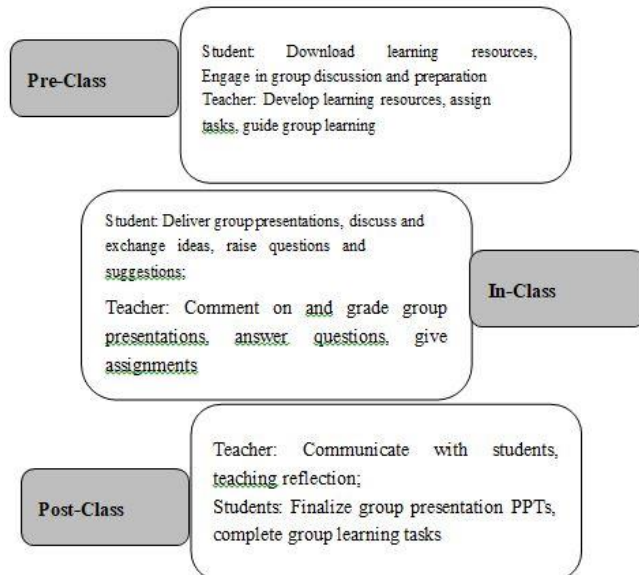 Pre-Class
Student: Download learning resources,
Engage in group discussion and preparation
Teacher: Develop learning resources, assign
tasks, guide group learning
Student: Deliver group presentations, discuss and
exchange ideas, raise questions and
suggestions;
Teacher: Comment on and grade group
presentations, answer questions, give
assignments
In-Class
Post-Class
Teacher: Communicate with students,
teaching reflection;
Students: Finalize group presentation PPTs,
complete group learning tasks